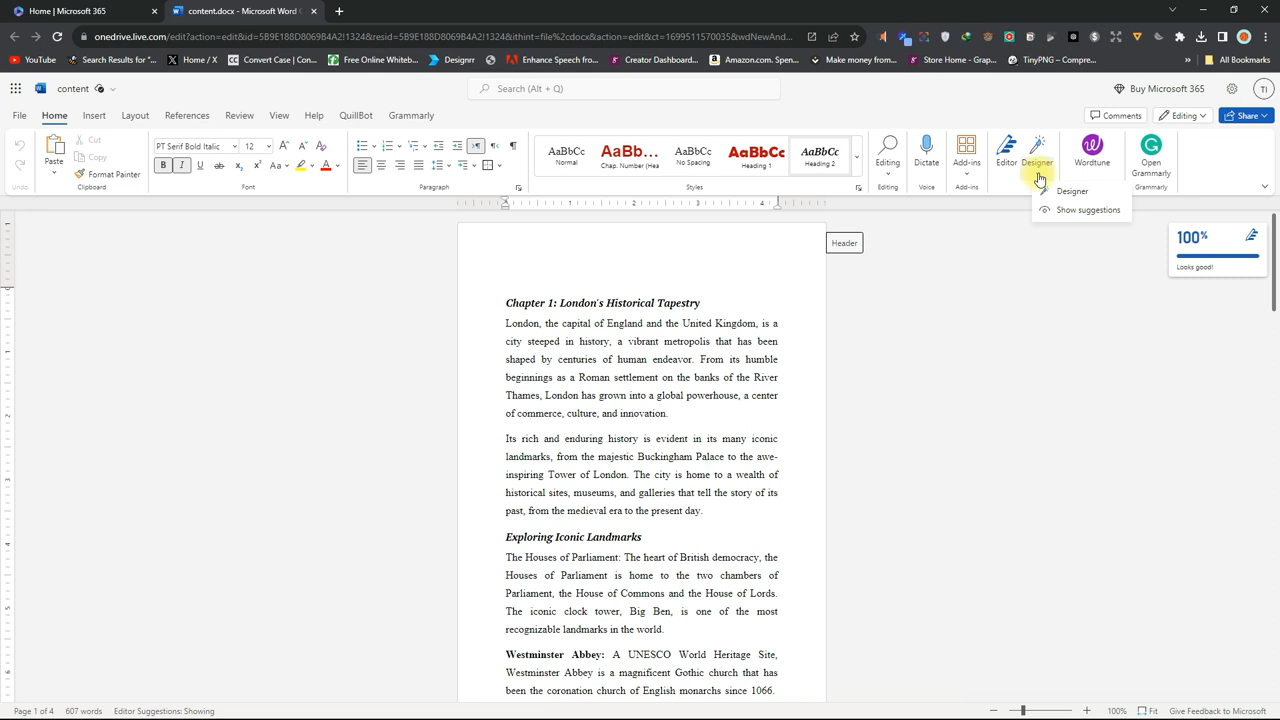 Home | Microsoft 365
content.docx - Microsoft Word
onedrive.live.com/edit?action=edit&id=5B9E188D8069C4A2!1324&resid=5B9E188D8069C4A2!1324&ithint=file%2cdocx&action=edit&ct=1699511570035&wdNewAnd...
YouTube
Search Results for "...
Home / X
Convert Case | Con...
Free Online Whiteb...
Designrr
Enhance Speech fro...
Creator Dashboard...
Amazon.com. Spen...
Make money from...
Store Home - Grap...
TinyPNG – Compre...
All Bookmarks
content
Search (Alt + Q)
Buy Microsoft 365
TI
File
Home
Insert
Layout
References
Review
View
Help
QuillBot
Grammarly
Comments
Editing
Share
Undo
Paste
Cut
Copy
Format Painter
Clipboard
PT Serif Bold Italic
12
Font
Paragraph
AaBbCc
Normal
AaBb...
Chap. Number (Hea
AaBbCc
No Spacing
AaBbCc
Heading 1
AaBbCc
Heading 2
Styles
Editing
Editing
Dictate
Voice
Add-ins
Add-ins
Editor
Designer
Wordtune
Open Grammarly
Grammarly
Designer
Show suggestions
Header
100%
Looks good!
Chapter 1: London's Historical Tapestry
London, the capital of England and the United Kingdom, is a
city steeped in history, a vibrant metropolis that has been
shaped by centuries of human endeavor. From its humble
beginnings as a Roman settlement on the banks of the River
Thames, London has grown into a global powerhouse, a center
of commerce, culture, and innovation.
Its rich and enduring history is evident in its many iconic
landmarks, from the majestic Buckingham Palace to the awe-
inspiring Tower of London. The city is home to a wealth of
historical sites, museums, and galleries that tell the story of its
past, from the medieval era to the present day.
Exploring Iconic Landmarks
The Houses of Parliament: The heart of British democracy, the
Houses of Parliament is home to the two chambers of
Parliament, the House of Commons and the House of Lords.
The iconic clock tower, Big Ben, is one of the most
recognizable landmarks in the world.
Westminster Abbey: A UNESCO World Heritage Site,
Westminster Abbey is a magnificent Gothic church that has
been the coronation church of English monarchs since 1066.
Page 1 of 4
607 words
Editor Suggestions: Showing
100%
Fit
Give Feedback to Microsoft